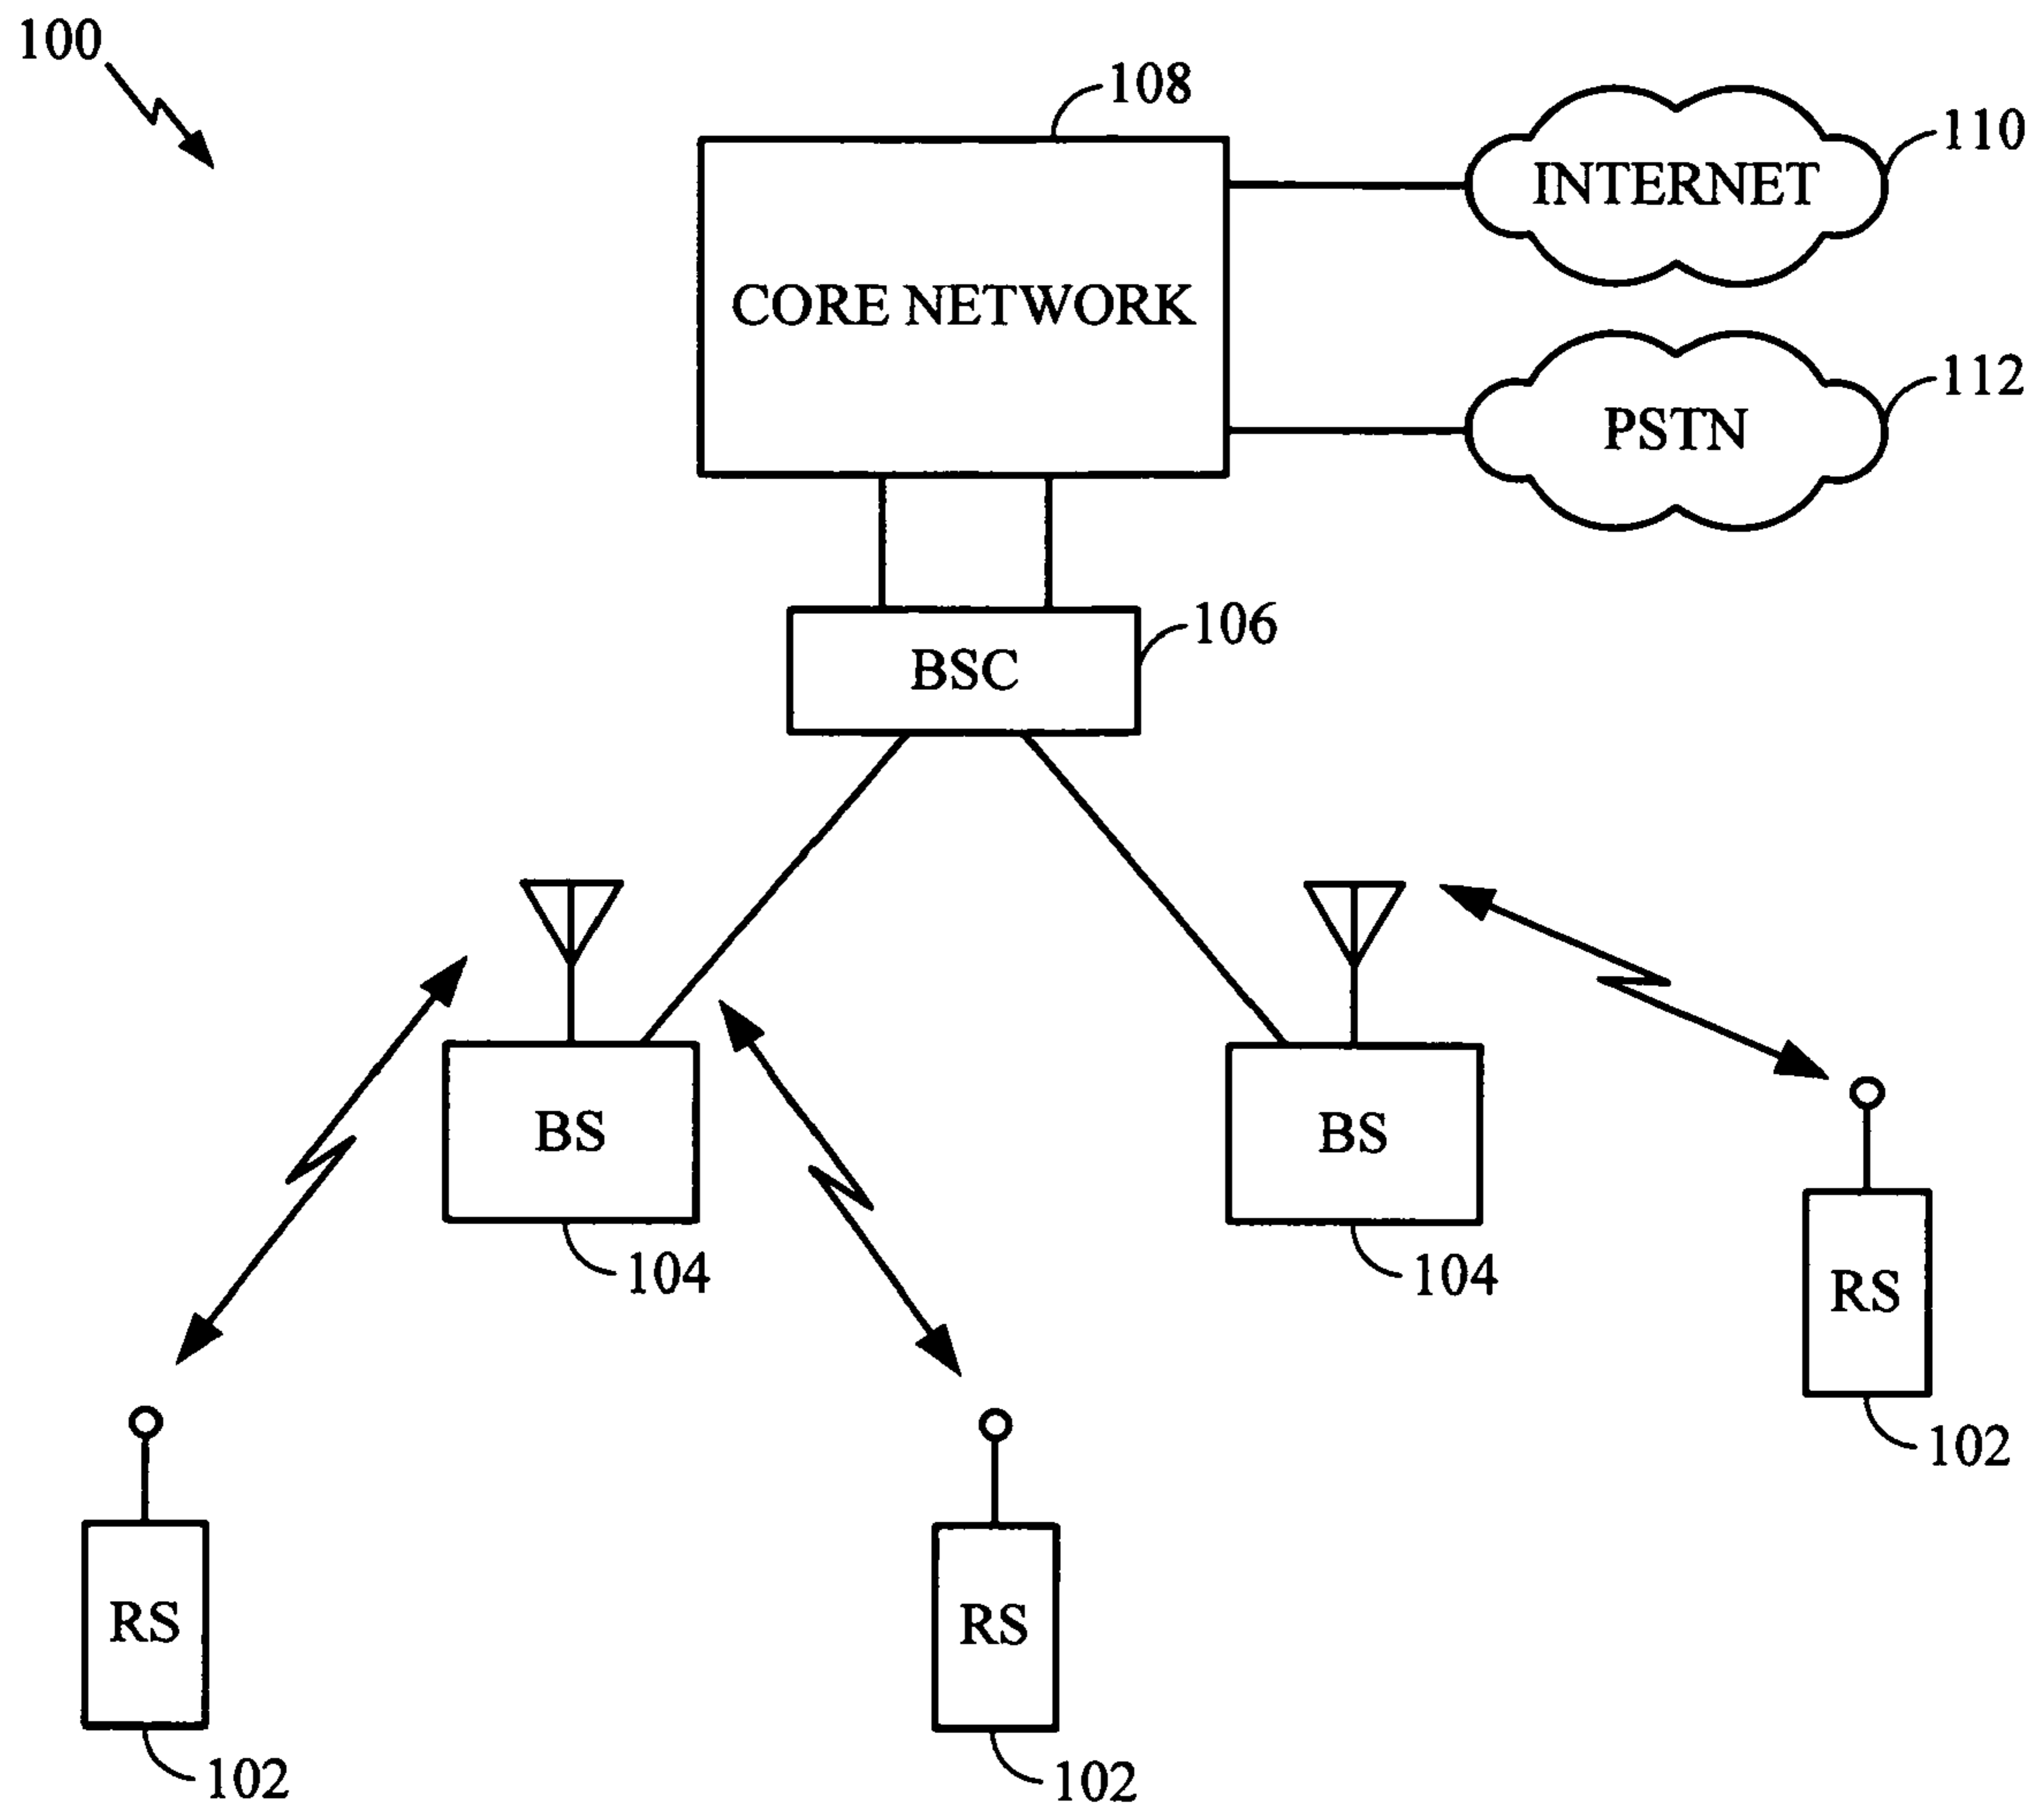 100
108
110
INTERNET
CORE NETWORK
112
PSTN
106
BSC
BS
BS
104
104
RS
102
RS
RS
102
102